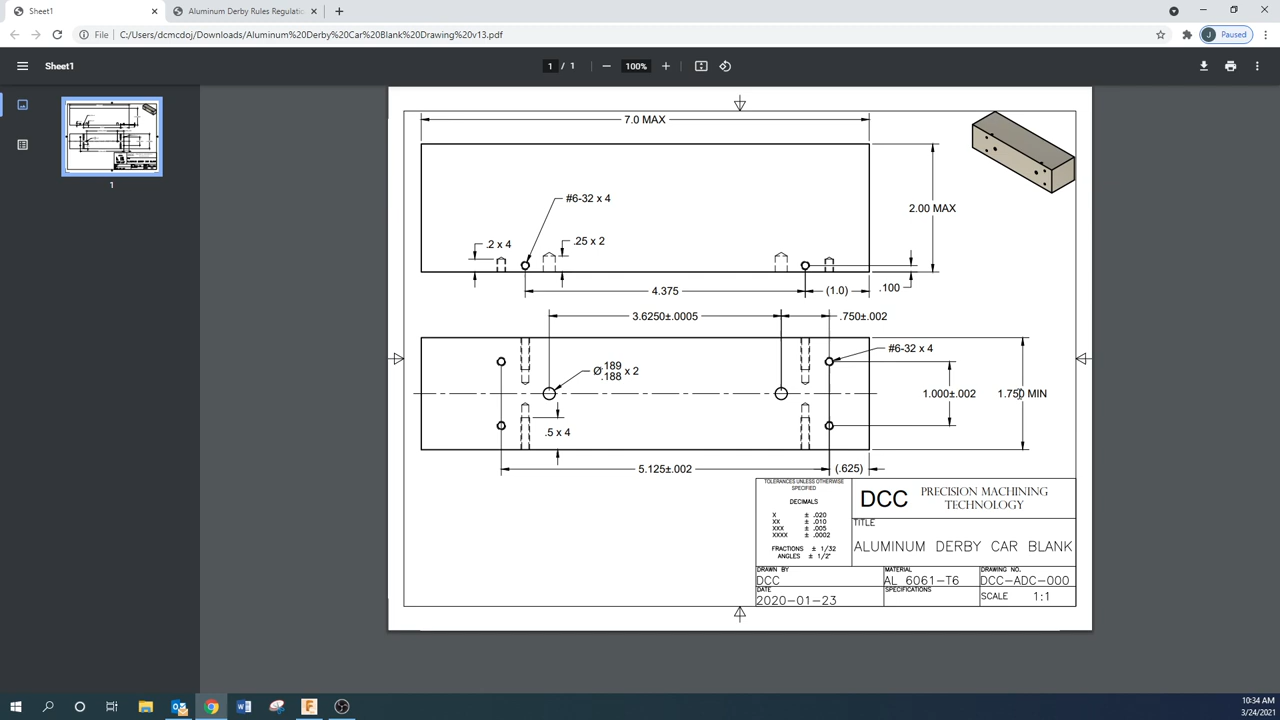 Sheet1
Aluminum Derby Rules Regulatio
File
C:/Users/dcmcdoj/Downloads/Aluminum%20Derby%20Car%20Blank%20Drawing%20v13.pdf
J
Paused
Sheet1
1 / 1
100%
1
7.0 MAX
#6-32 x 4
2.00 MAX
.2 x 4
.25 x 2
4.375
(1.0)
.100
3.6250±.0005
.750±.002
#6-32 x 4
Ø.189
.188 x 2
1.000±.002
1.750 MIN
.5 x 4
5.125±.002
(.625)
TOLERANCES UNLESS OTHERWISE
SPECIFIED
DECIMALS
X ± .020
XX ± .010
XXX ± .005
XXXX ± .0002
FRACTIONS ± 1/32
ANGLES ± 1/2°
DCC
PRECISION MACHINING
TECHNOLOGY
TITLE
ALUMINUM DERBY CAR BLANK
DRAWN BY
DCC
MATERIAL
AL 6061-T6
DRAWING NO.
DCC-ADC-000
DATE
2020-01-23
SPECIFICATIONS
SCALE 1:1
10:34 AM
3/24/2021